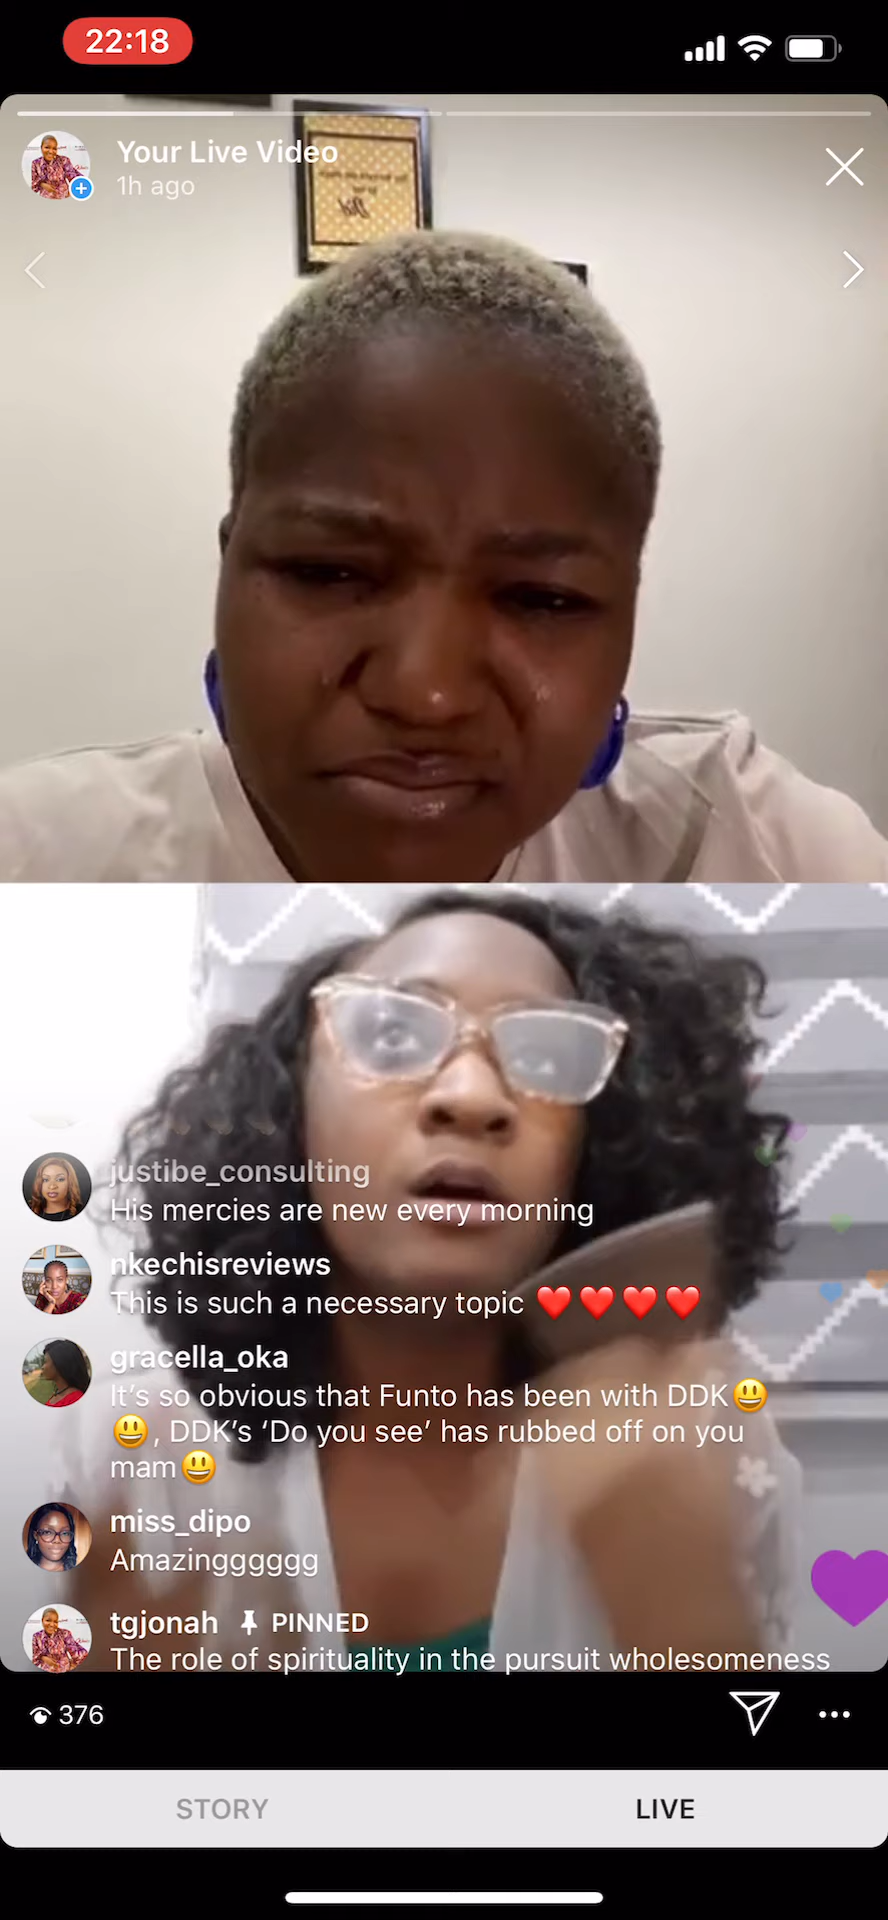 22:18
Your Live Video
1h ago
justibe_consulting
His mercies are new every morning
nkechisreviews
This is such a necessary topic ❤️❤️❤️❤️
gracella_oka
It's so obvious that Funto has been with DDK😃
😃, DDK's 'Do you see' has rubbed off on you
mam😃
miss_dipo
Amazingggggg
tgjonah PINNED
The role of spirituality in the pursuit wholesomeness
376
STORY
LIVE